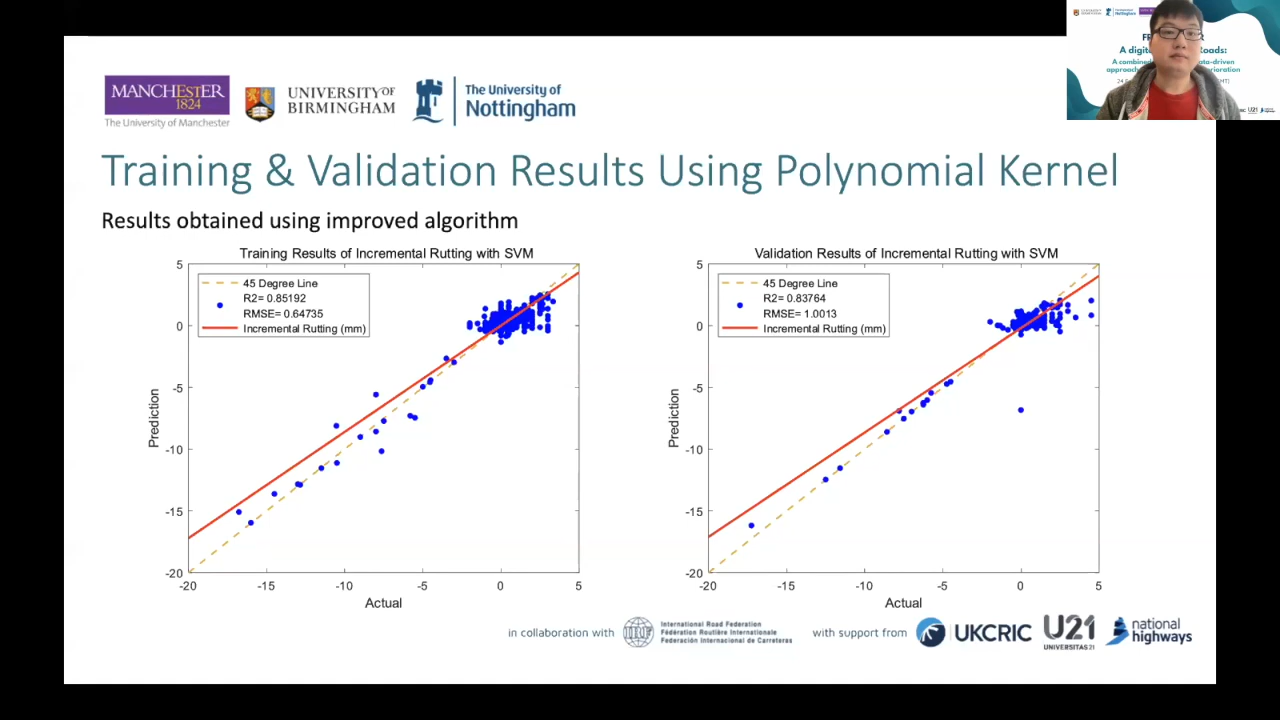 MANCHESTER
1824
The University of Manchester
UNIVERSITY OF
BIRMINGHAM
The University of
Nottingham
A digit
oads:
A combine
ata-driven
approac
erioration
Training & Validation Results Using Polynomial Kernel
Results obtained using improved algorithm
Training Results of Incremental Rutting with SVM
45 Degree Line
R2= 0.85192
RMSE= 0.64735
Incremental Rutting (mm)
5
0
-5
-10
-15
-20
Prediction
-20 -15 -10 -5 0 5
Actual
Validation Results of Incremental Rutting with SVM
45 Degree Line
R2= 0.83764
RMSE= 1.0013
Incremental Rutting (mm)
5
0
-5
-10
-15
-20
Prediction
-20 -15 -10 -5 0 5
Actual
in collaboration with
IRF
International Road Federation
Fédération Routière Internationale
Federación Internacional de Carreteras
with support from
UKCRIC
U21
UNIVERSITAS 21
national
highways